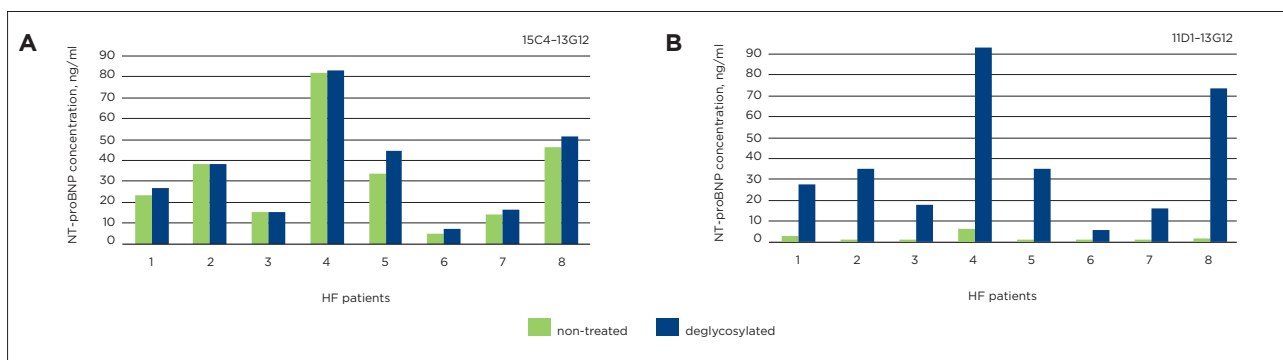 A
15C4–13G12
NT-proBNP concentration, ng/ml
90
80
70
60
50
40
30
20
10
0
1 2 3 4 5 6 7 8
HF patients
B
11D1–13G12
NT-proBNP concentration, ng/ml
90
80
70
60
50
40
30
20
10
0
1 2 3 4 5 6 7 8
HF patients
non-treated deglycosylated